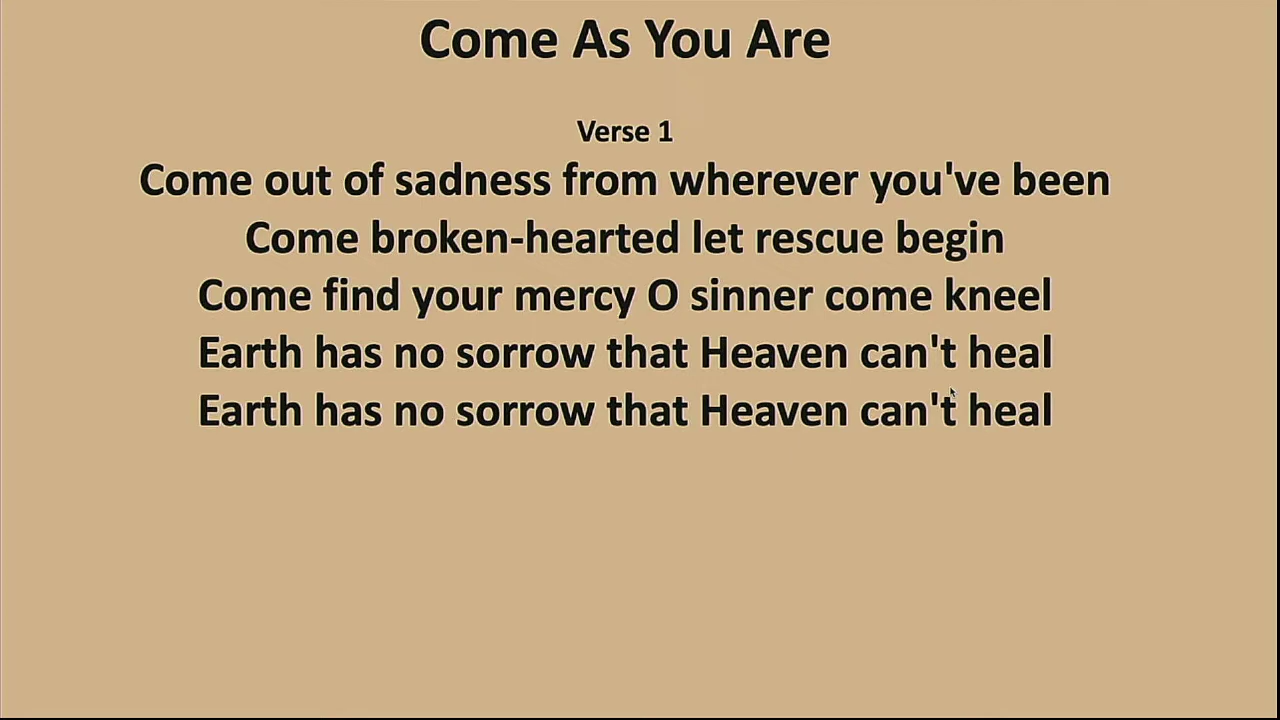 Come As You Are
Verse 1
Come out of sadness from wherever you've been
Come broken-hearted let rescue begin
Come find your mercy O sinner come kneel
Earth has no sorrow that Heaven can't heal
Earth has no sorrow that Heaven can't heal